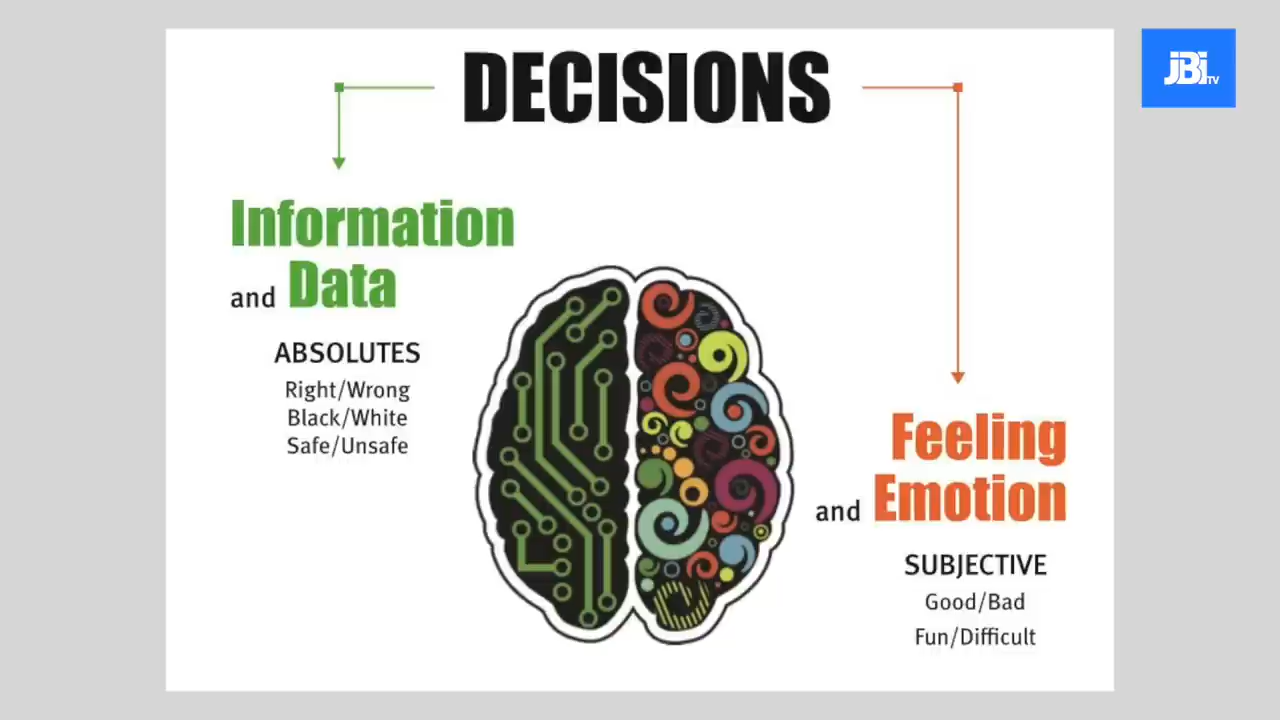 DECISIONS
Information
and Data
ABSOLUTES
Right/Wrong
Black/White
Safe/Unsafe
Feeling
and Emotion
SUBJECTIVE
Good/Bad
Fun/Difficult
JBI TV